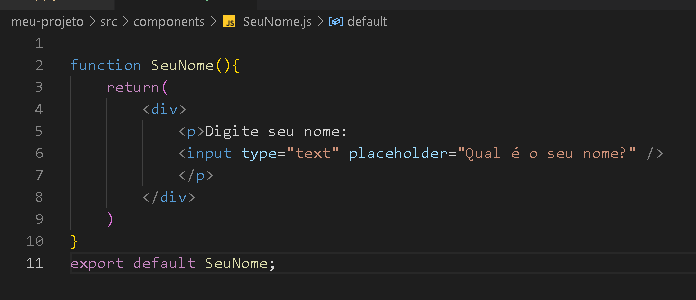 meu-projeto > src > components > JS SeuNome.js > default
1
2 function SeuNome(){
3 return(
4 <div>
5 <p>Digite seu nome:
6 <input type="text" placeholder="Qual é o seu nome?" />
7 </p>
8 </div>
9 )
10 }
11 export default SeuNome;